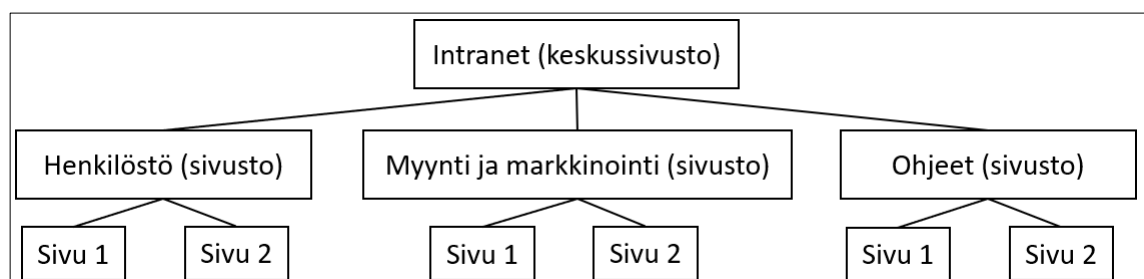 Intranet (keskussivusto)
Henkilöstö (sivusto)
Myynti ja markkinointi (sivusto)
Ohjeet (sivusto)
Sivu 1
Sivu 2
Sivu 1
Sivu 2
Sivu 1
Sivu 2